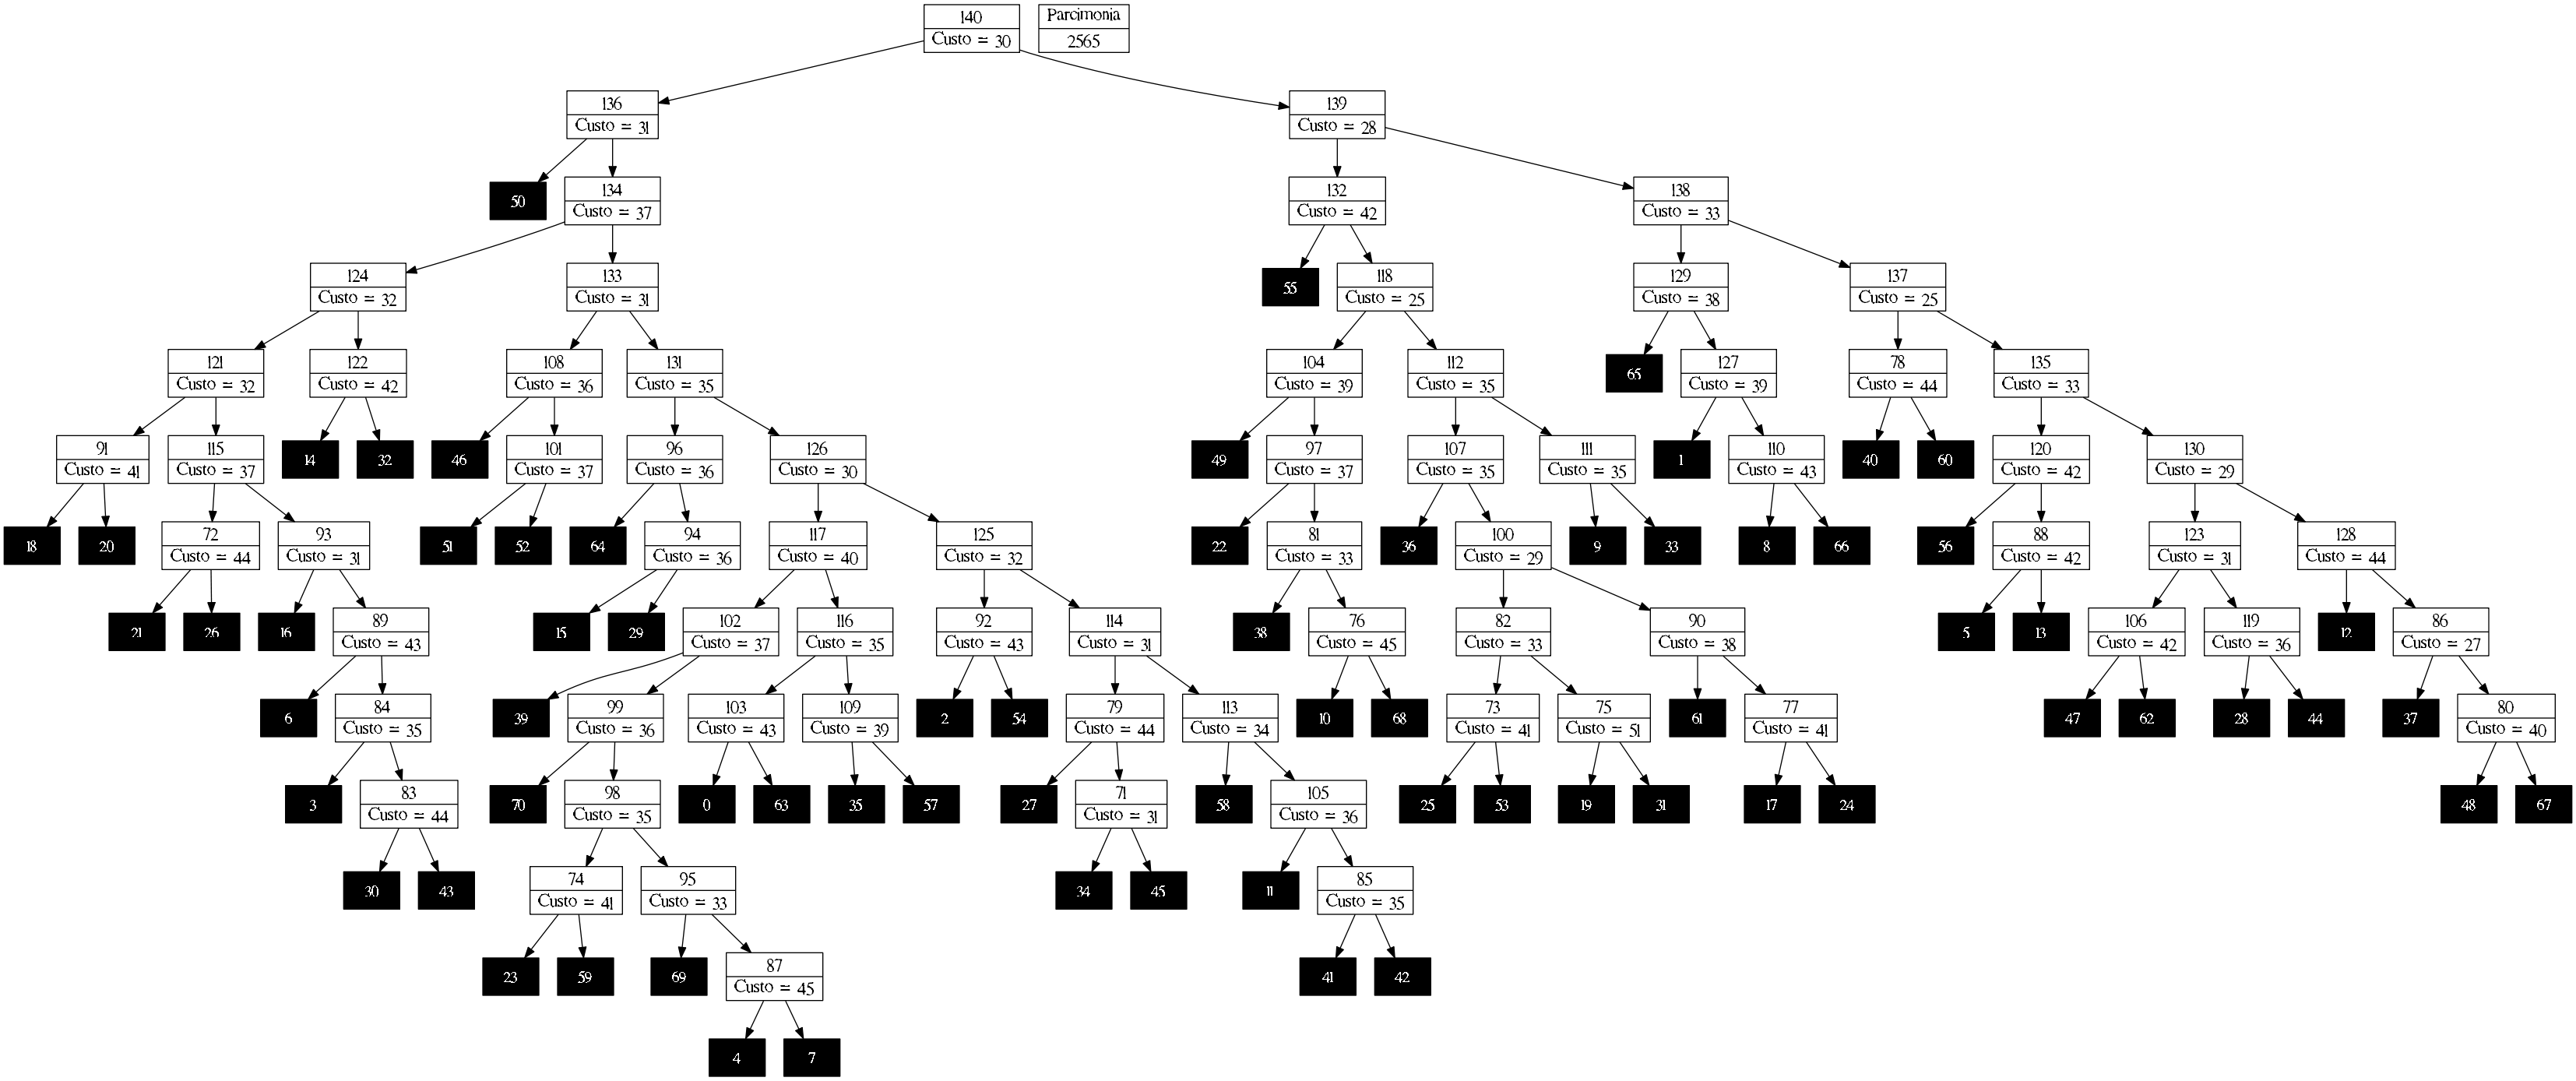 140
Custo = 30
Parcimonia
2565
136
Custo = 31
139
Custo = 28
50
134
Custo = 37
132
Custo = 42
138
Custo = 33
124
Custo = 32
133
Custo = 31
55
118
Custo = 25
129
Custo = 38
137
Custo = 25
121
Custo = 32
122
Custo = 42
108
Custo = 36
131
Custo = 35
104
Custo = 39
112
Custo = 35
65
127
Custo = 39
78
Custo = 44
135
Custo = 33
91
Custo = 41
115
Custo = 37
14
32
46
101
Custo = 37
96
Custo = 36
126
Custo = 30
49
97
Custo = 37
107
Custo = 35
111
Custo = 35
1
110
Custo = 43
40
60
120
Custo = 42
130
Custo = 29
18
20
72
Custo = 44
93
Custo = 31
51
52
64
94
Custo = 36
117
Custo = 40
125
Custo = 32
22
81
Custo = 33
36
100
Custo = 29
9
33
8
66
56
88
Custo = 42
123
Custo = 31
128
Custo = 44
21
26
16
89
Custo = 43
15
29
102
Custo = 37
116
Custo = 35
92
Custo = 43
114
Custo = 31
38
76
Custo = 45
82
Custo = 33
90
Custo = 38
5
13
106
Custo = 42
119
Custo = 36
12
86
Custo = 27
6
84
Custo = 35
39
99
Custo = 36
103
Custo = 43
109
Custo = 39
2
54
79
Custo = 44
113
Custo = 34
10
68
73
Custo = 41
75
Custo = 51
61
77
Custo = 41
47
62
28
44
37
80
Custo = 40
3
83
Custo = 44
70
98
Custo = 35
0
63
35
57
27
71
Custo = 31
58
105
Custo = 36
25
53
19
31
17
24
48
67
30
43
74
Custo = 41
95
Custo = 33
34
45
11
85
Custo = 35
23
59
69
87
Custo = 45
41
42
4
7